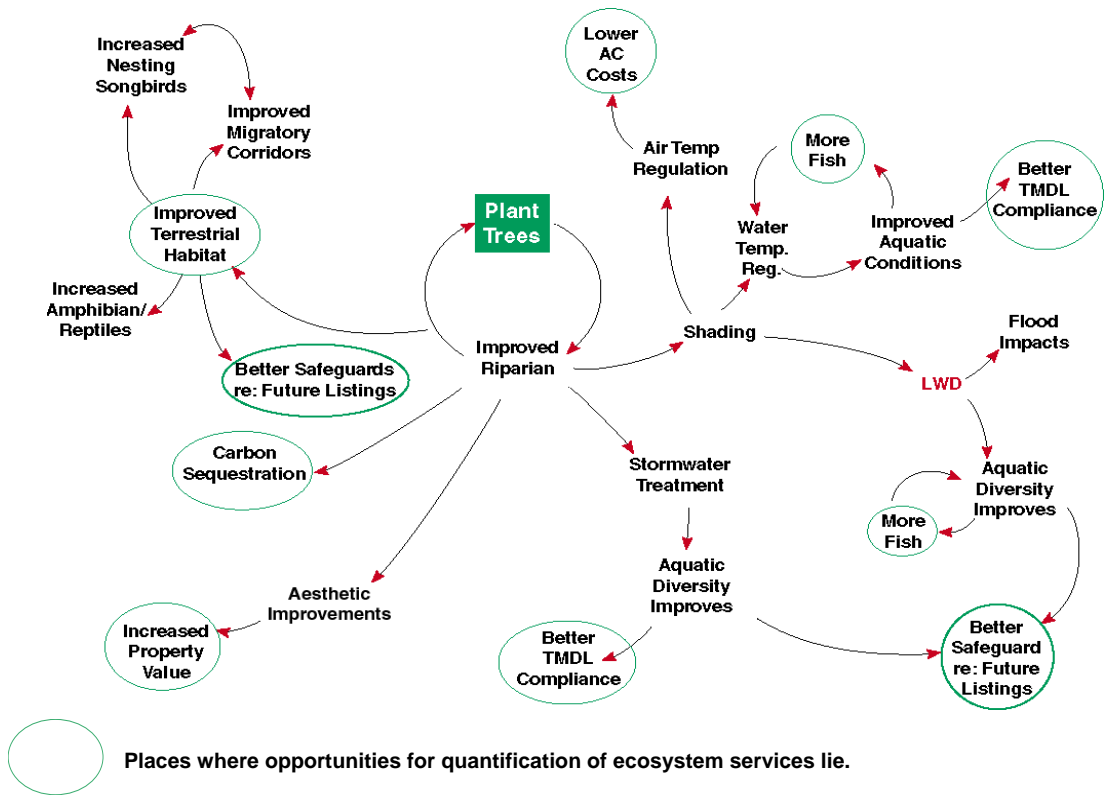 Increased
Nesting
Songbirds
Improved
Migratory
Corridors
Improved
Terrestrial
Habitat
Increased
Amphibian/
Reptiles
Better Safeguards
re: Future Listings
Plant
Trees
Improved
Riparian
Carbon
Sequestration
Aesthetic
Improvements
Increased
Property
Value
Lower
AC
Costs
Air Temp
Regulation
More
Fish
Better
TMDL
Compliance
Water
Temp.
Reg.
Improved
Aquatic
Conditions
Shading
Flood
Impacts
LWD
Stormwater
Treatment
Aquatic
Diversity
Improves
More
Fish
Aquatic
Diversity
Improves
Better
TMDL
Compliance
Better
Safeguard
re: Future
Listings
Places where opportunities for quantification of ecosystem services lie.